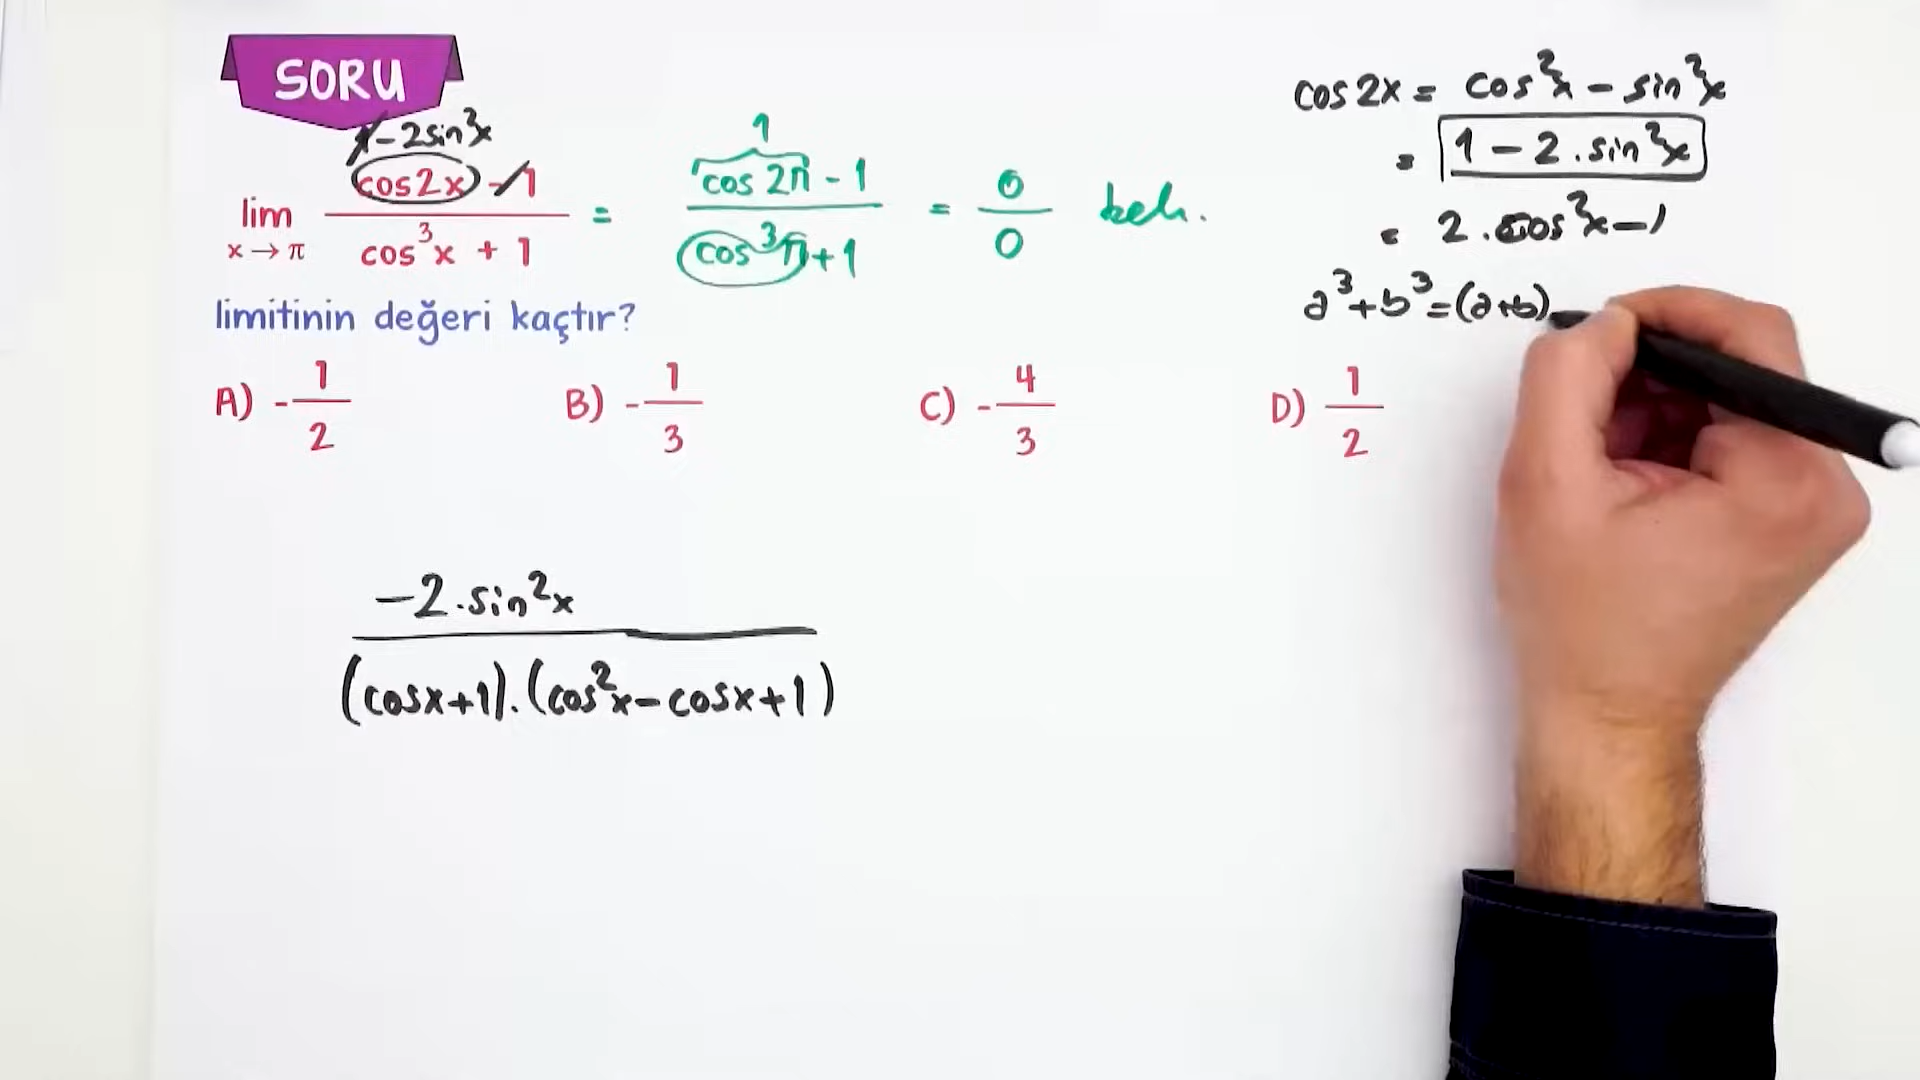 SORU
1 - 2sin²x
lim x→π (cos2x - 1)/(cos³x + 1) = (cos 2π - 1)/(cos³π + 1) = 0/0 beli.
1
limitinin değeri kaçtır?
A) -1/2 B) -1/3 C) -4/3 D) 1/2
cos 2x = cos²x - sin²x
= 1 - 2.sin²x
= 2.cos²x - 1
a³ + b³ = (a+b)
-2.sin²x
(cosx+1).(cos²x - cosx + 1)